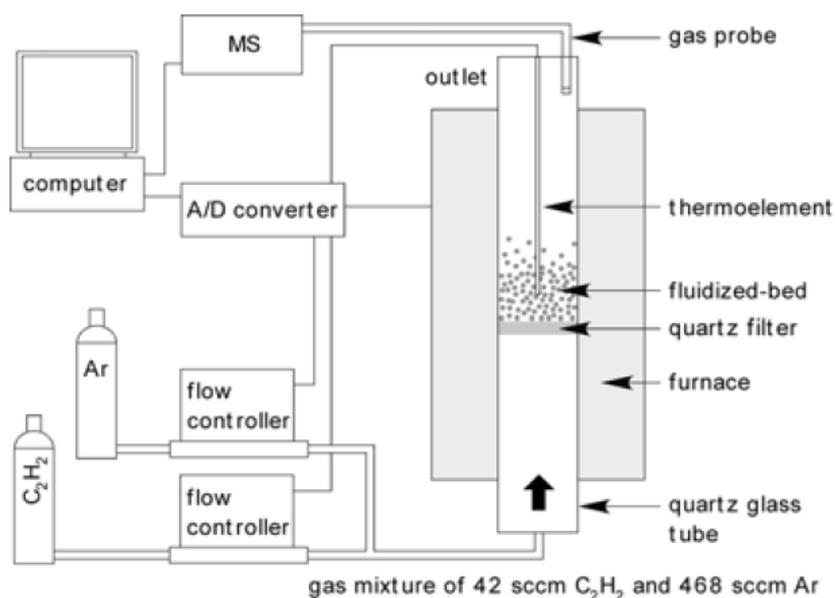 MS
gas probe
outlet
computer
A/D converter
thermoelement
fluidized-bed
quartz filter
Ar
flow
controller
furnace
C₂H₂
flow
controller
quartz glass
tube
gas mixture of 42 sccm C₂H₂ and 468 sccm Ar